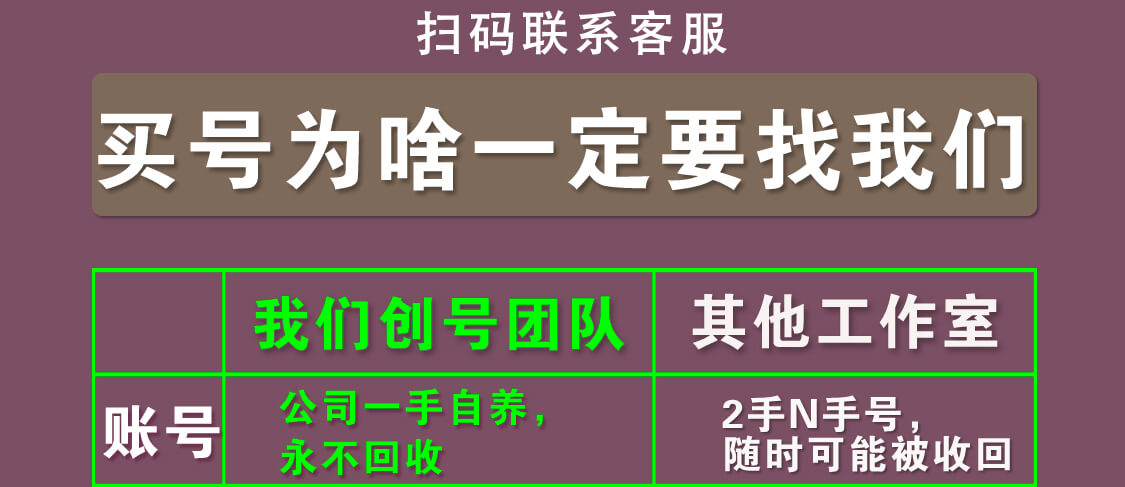 扫码联系客服
买号为啥一定要找我们
我们创号团队 其他工作室
账号
公司一手自养，
永不回收
2手N手号，
随时可能被收回